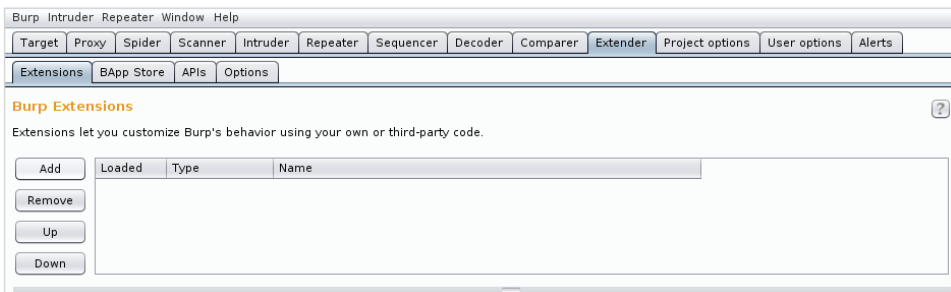 Burp Intruder Repeater Window Help
Target Proxy Spider Scanner Intruder Repeater Sequencer Decoder Comparer Extender Project options User options Alerts
Extensions BApp Store APIs Options
Burp Extensions
?
Extensions let you customize Burp's behavior using your own or third-party code.
Add Loaded Type Name
Remove
Up
Down